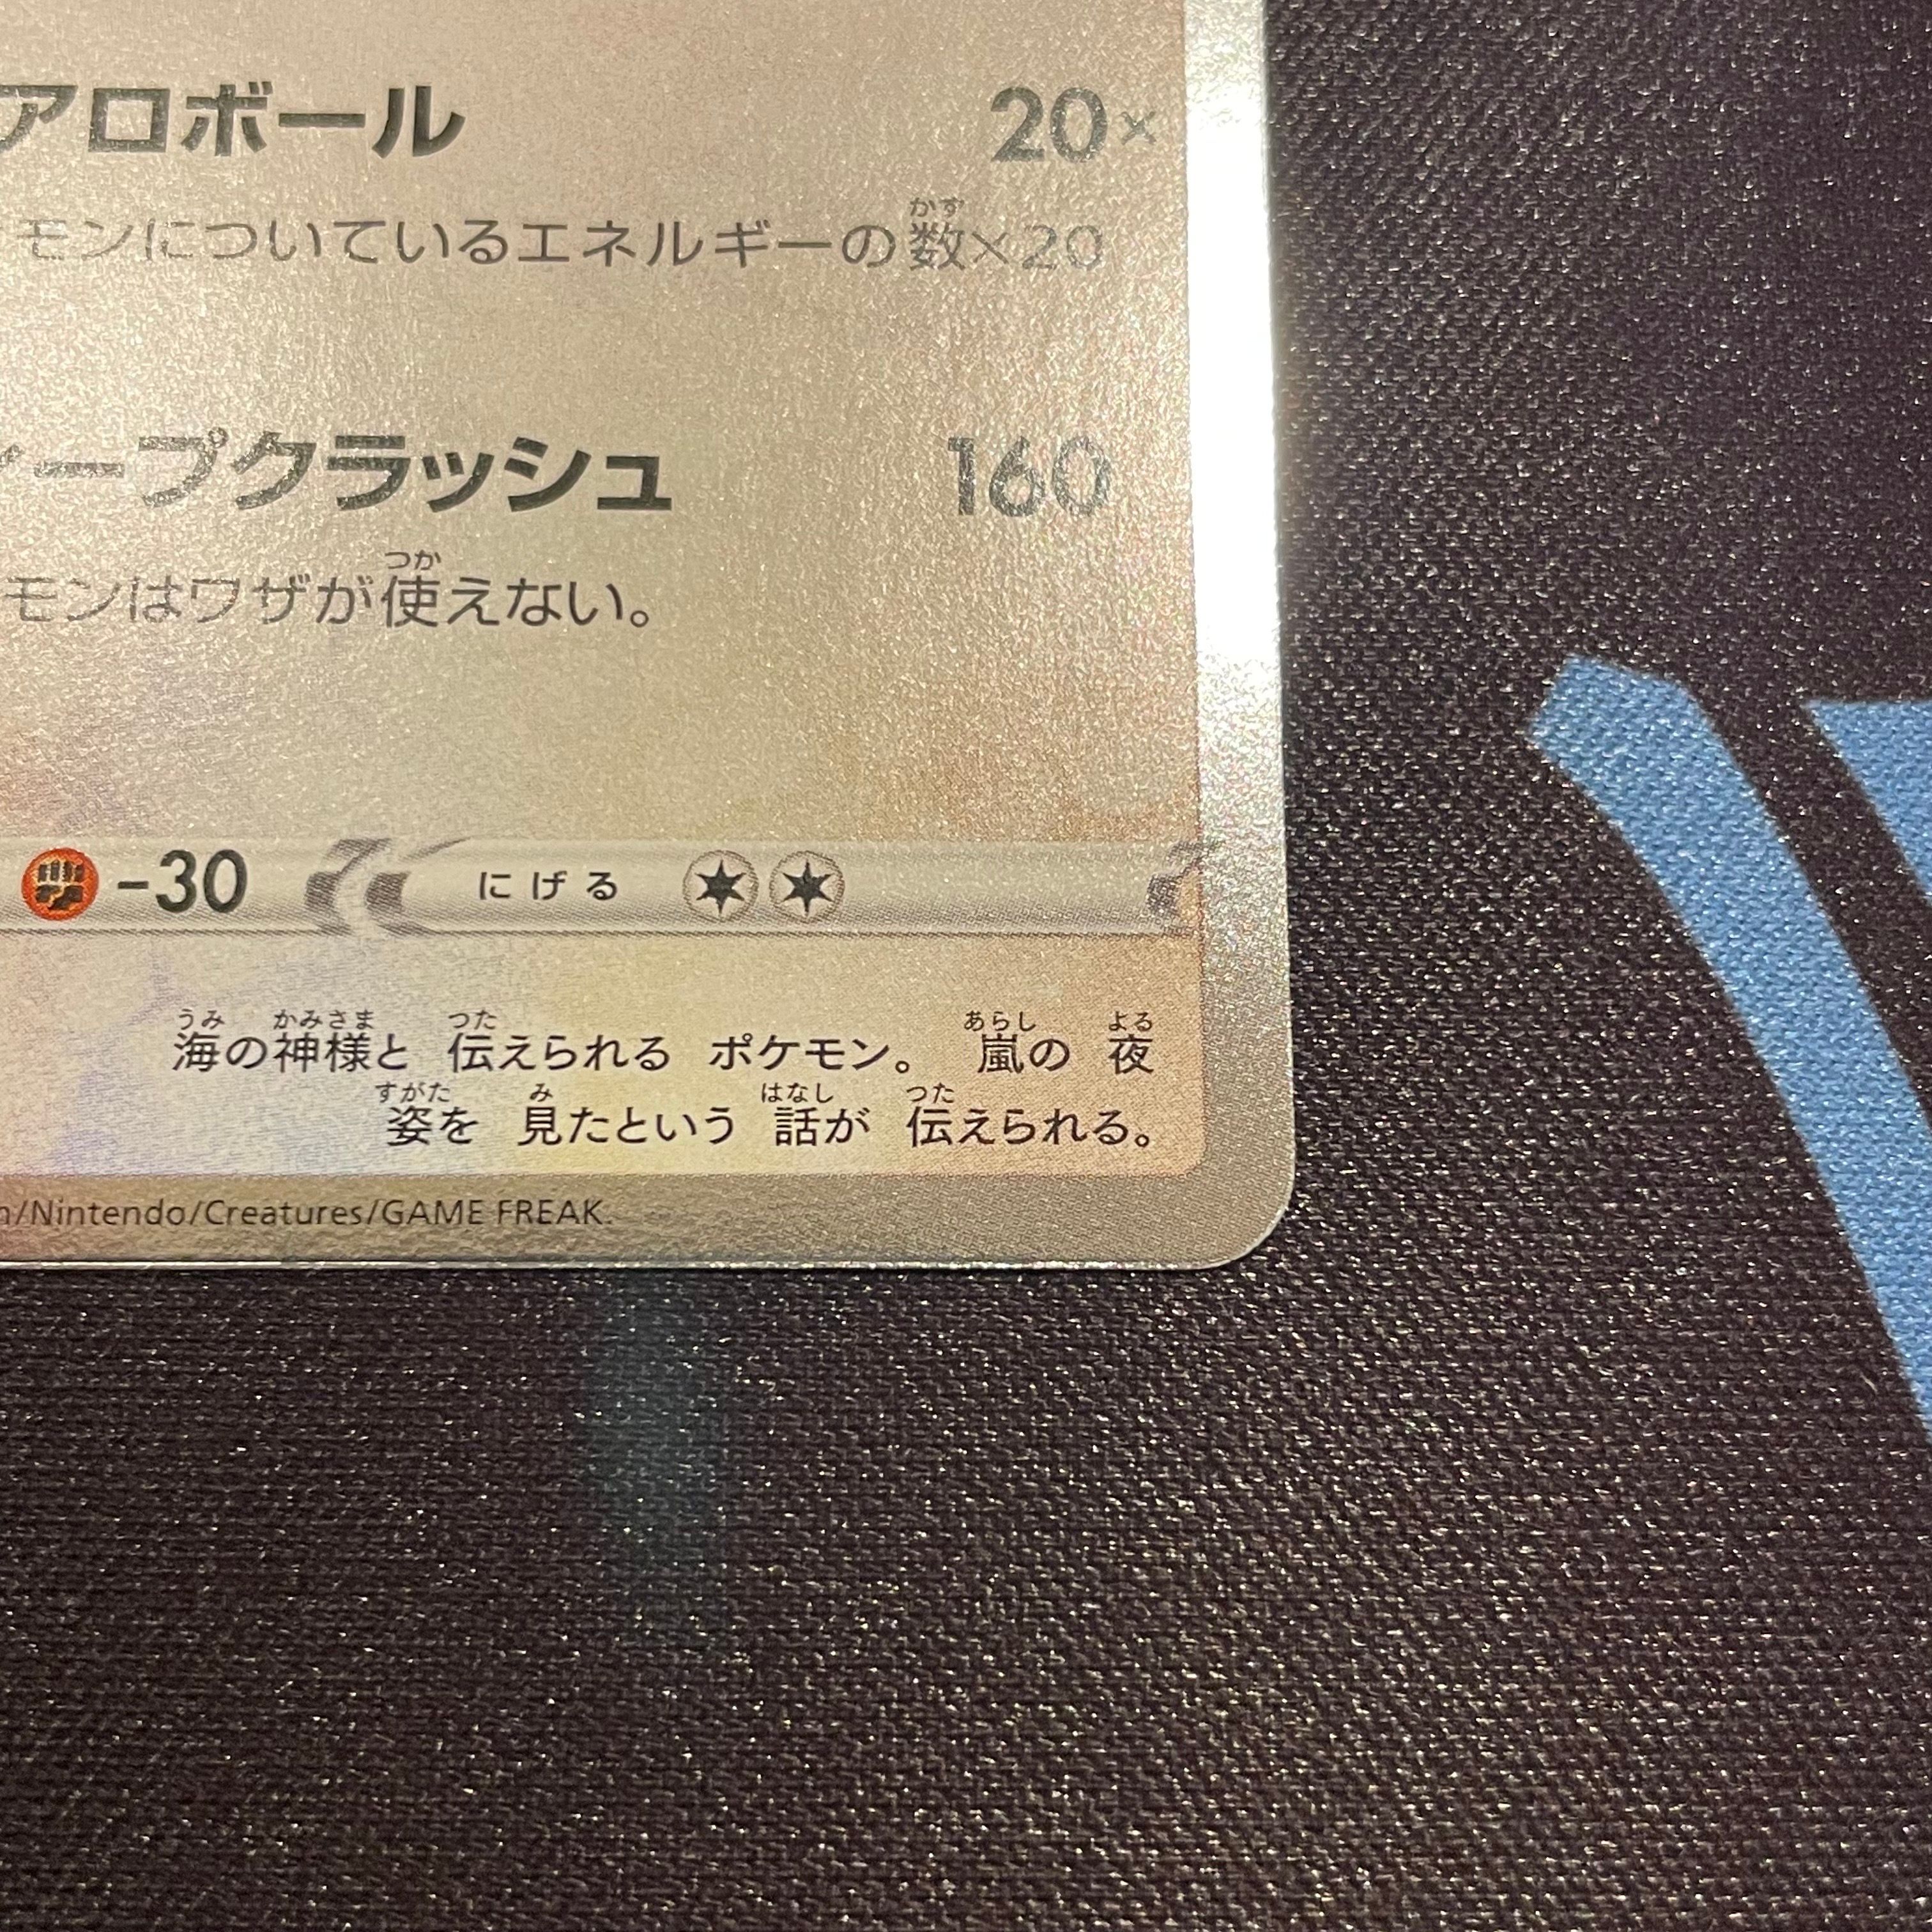 アロボール 20×
かず
モンについているエネルギーの数×20
ープクラッシュ 160
つか
モンはワザが使えない。
-30 にげる
うみ かみさま つた あらし よる
海の神様と 伝えられる ポケモン。 嵐の 夜
すがた み はなし つた
姿を 見たという 話が 伝えられる。
/Nintendo/Creatures/GAME FREAK.